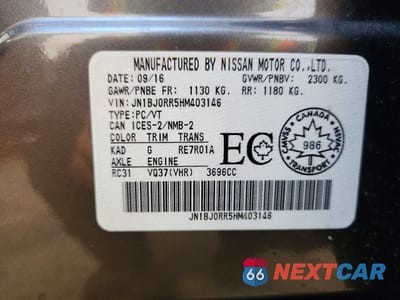 MANUFACTURED BY NISSAN MOTOR CO.,LTD.
DATE: 09/16 GVWR/PNBV: 2300 KG.
GAWR/PNBE FR: 1130 KG. RR: 1180 KG.
VIN:JN1BJ0RR5HM403146
TYPE:PC/VT
CAN ICES-2/NMB-2
COLOR TRIM TRANS
KAD G RE7R01A
AXLE ENGINE
RC31 VQ37(VHR) 3696CC
EC
CANADA
CMVSS
NSVAC
986
TRANSPORT
JN1BJ0RR5HM403146
66 NEXTCAR